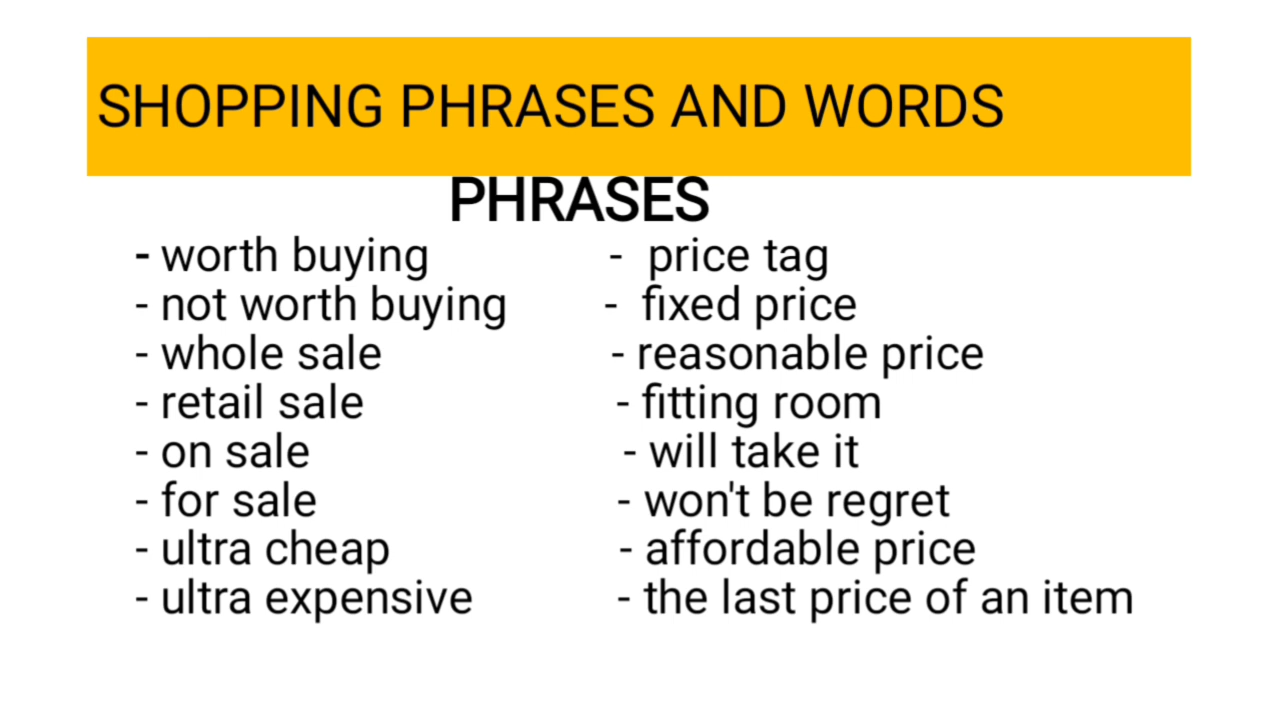 SHOPPING PHRASES AND WORDS
PHRASES
- worth buying - price tag
- not worth buying - fixed price
- whole sale - reasonable price
- retail sale - fitting room
- on sale - will take it
- for sale - won't be regret
- ultra cheap - affordable price
- ultra expensive - the last price of an item